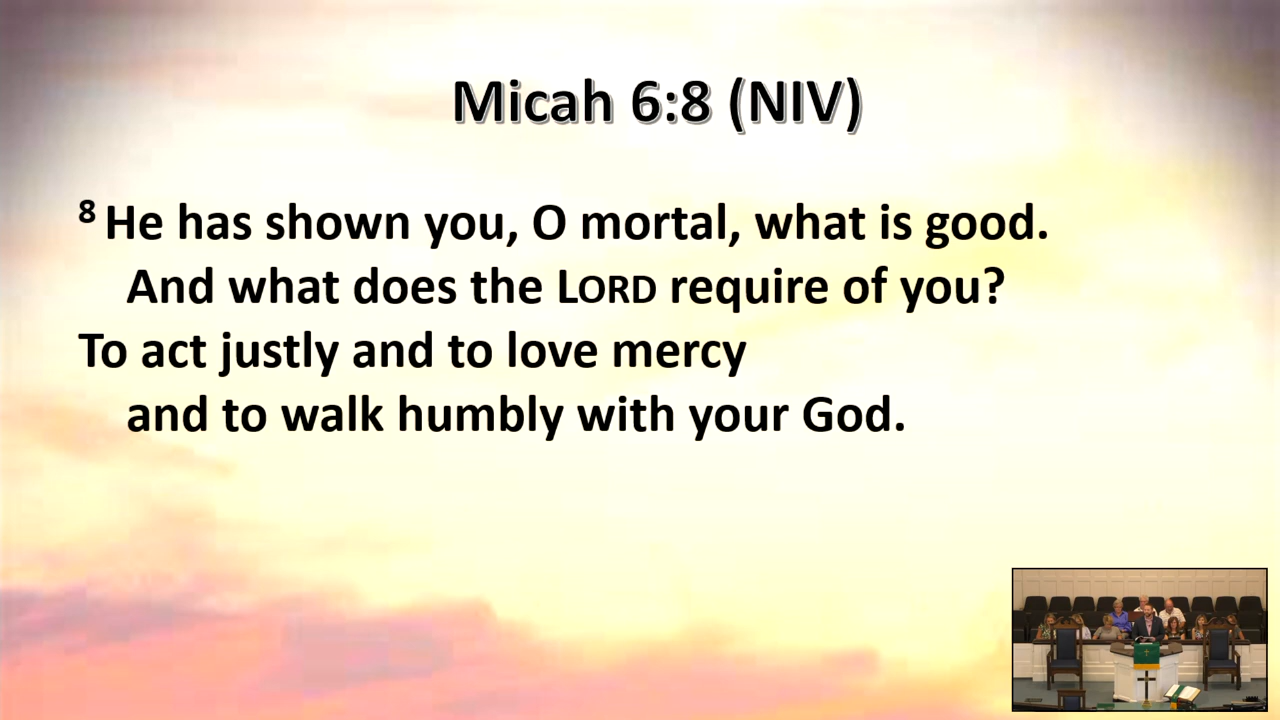 Micah 6:8 (NIV)
8 He has shown you, O mortal, what is good.
And what does the LORD require of you?
To act justly and to love mercy
and to walk humbly with your God.